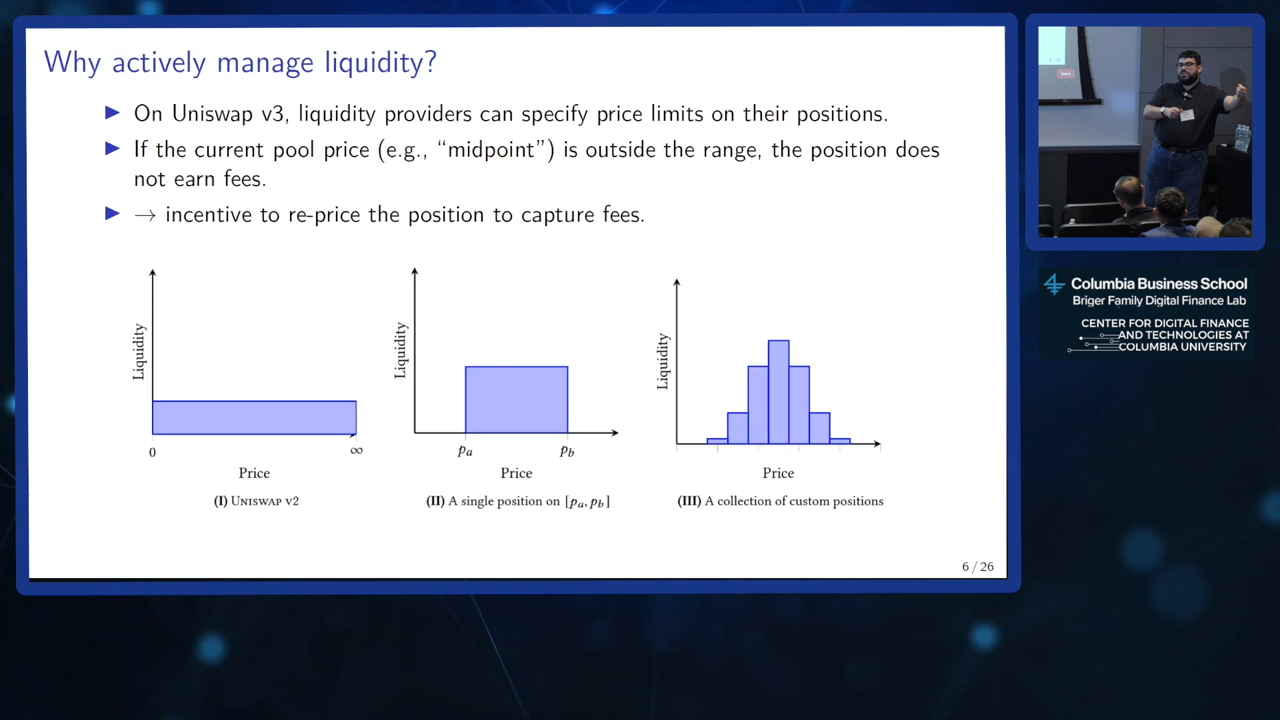 Why actively manage liquidity?
▶ On Uniswap v3, liquidity providers can specify price limits on their positions.
▶ If the current pool price (e.g., “midpoint”) is outside the range, the position does
not earn fees.
▶ → incentive to re-price the position to capture fees.
Liquidity
0
∞
Price
(I) UNISWAP V2
Liquidity
pₐ
p_b
Price
(II) A single position on [pₐ, p_b]
Liquidity
Price
(III) A collection of custom positions
6 / 26
Columbia Business School
Briger Family Digital Finance Lab
CENTER FOR DIGITAL FINANCE
AND TECHNOLOGIES AT
COLUMBIA UNIVERSITY